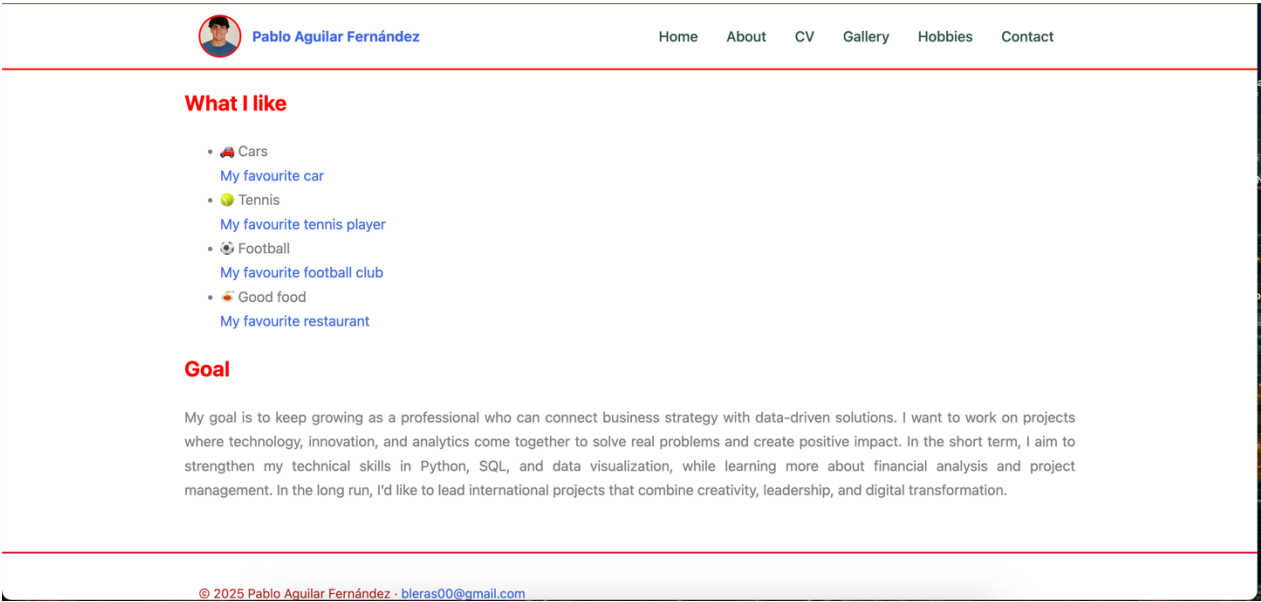 Pablo Aguilar Fernández
Home About CV Gallery Hobbies Contact
What I like
• 🚗 Cars
My favourite car
• 🎾 Tennis
My favourite tennis player
• ⚽ Football
My favourite football club
• 🍝 Good food
My favourite restaurant
Goal
My goal is to keep growing as a professional who can connect business strategy with data-driven solutions. I want to work on projects
where technology, innovation, and analytics come together to solve real problems and create positive impact. In the short term, I aim to
strengthen my technical skills in Python, SQL, and data visualization, while learning more about financial analysis and project
management. In the long run, I’d like to lead international projects that combine creativity, leadership, and digital transformation.
© 2025 Pablo Aguilar Fernández · bleras00@gmail.com